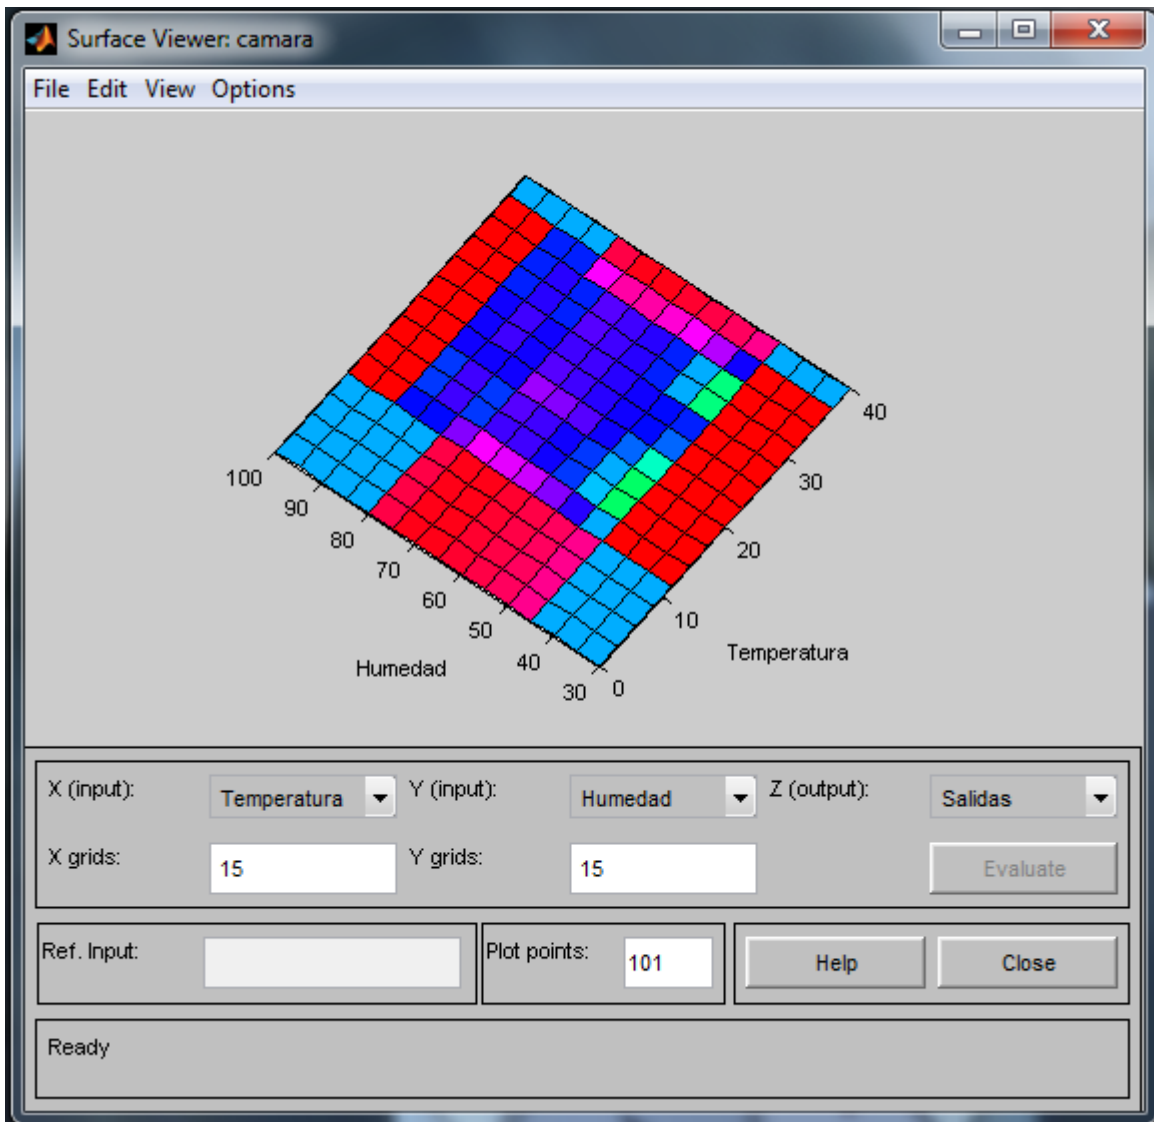 Surface Viewer: camara
File Edit View Options
40
100
30
90
80
20
70
60
10
50
Temperatura
40
Humedad
30 0
X (input): Temperatura Y (input): Humedad Z (output): Salidas
X grids: 15 Y grids: 15 Evaluate
Ref. Input: Plot points: 101 Help Close
Ready